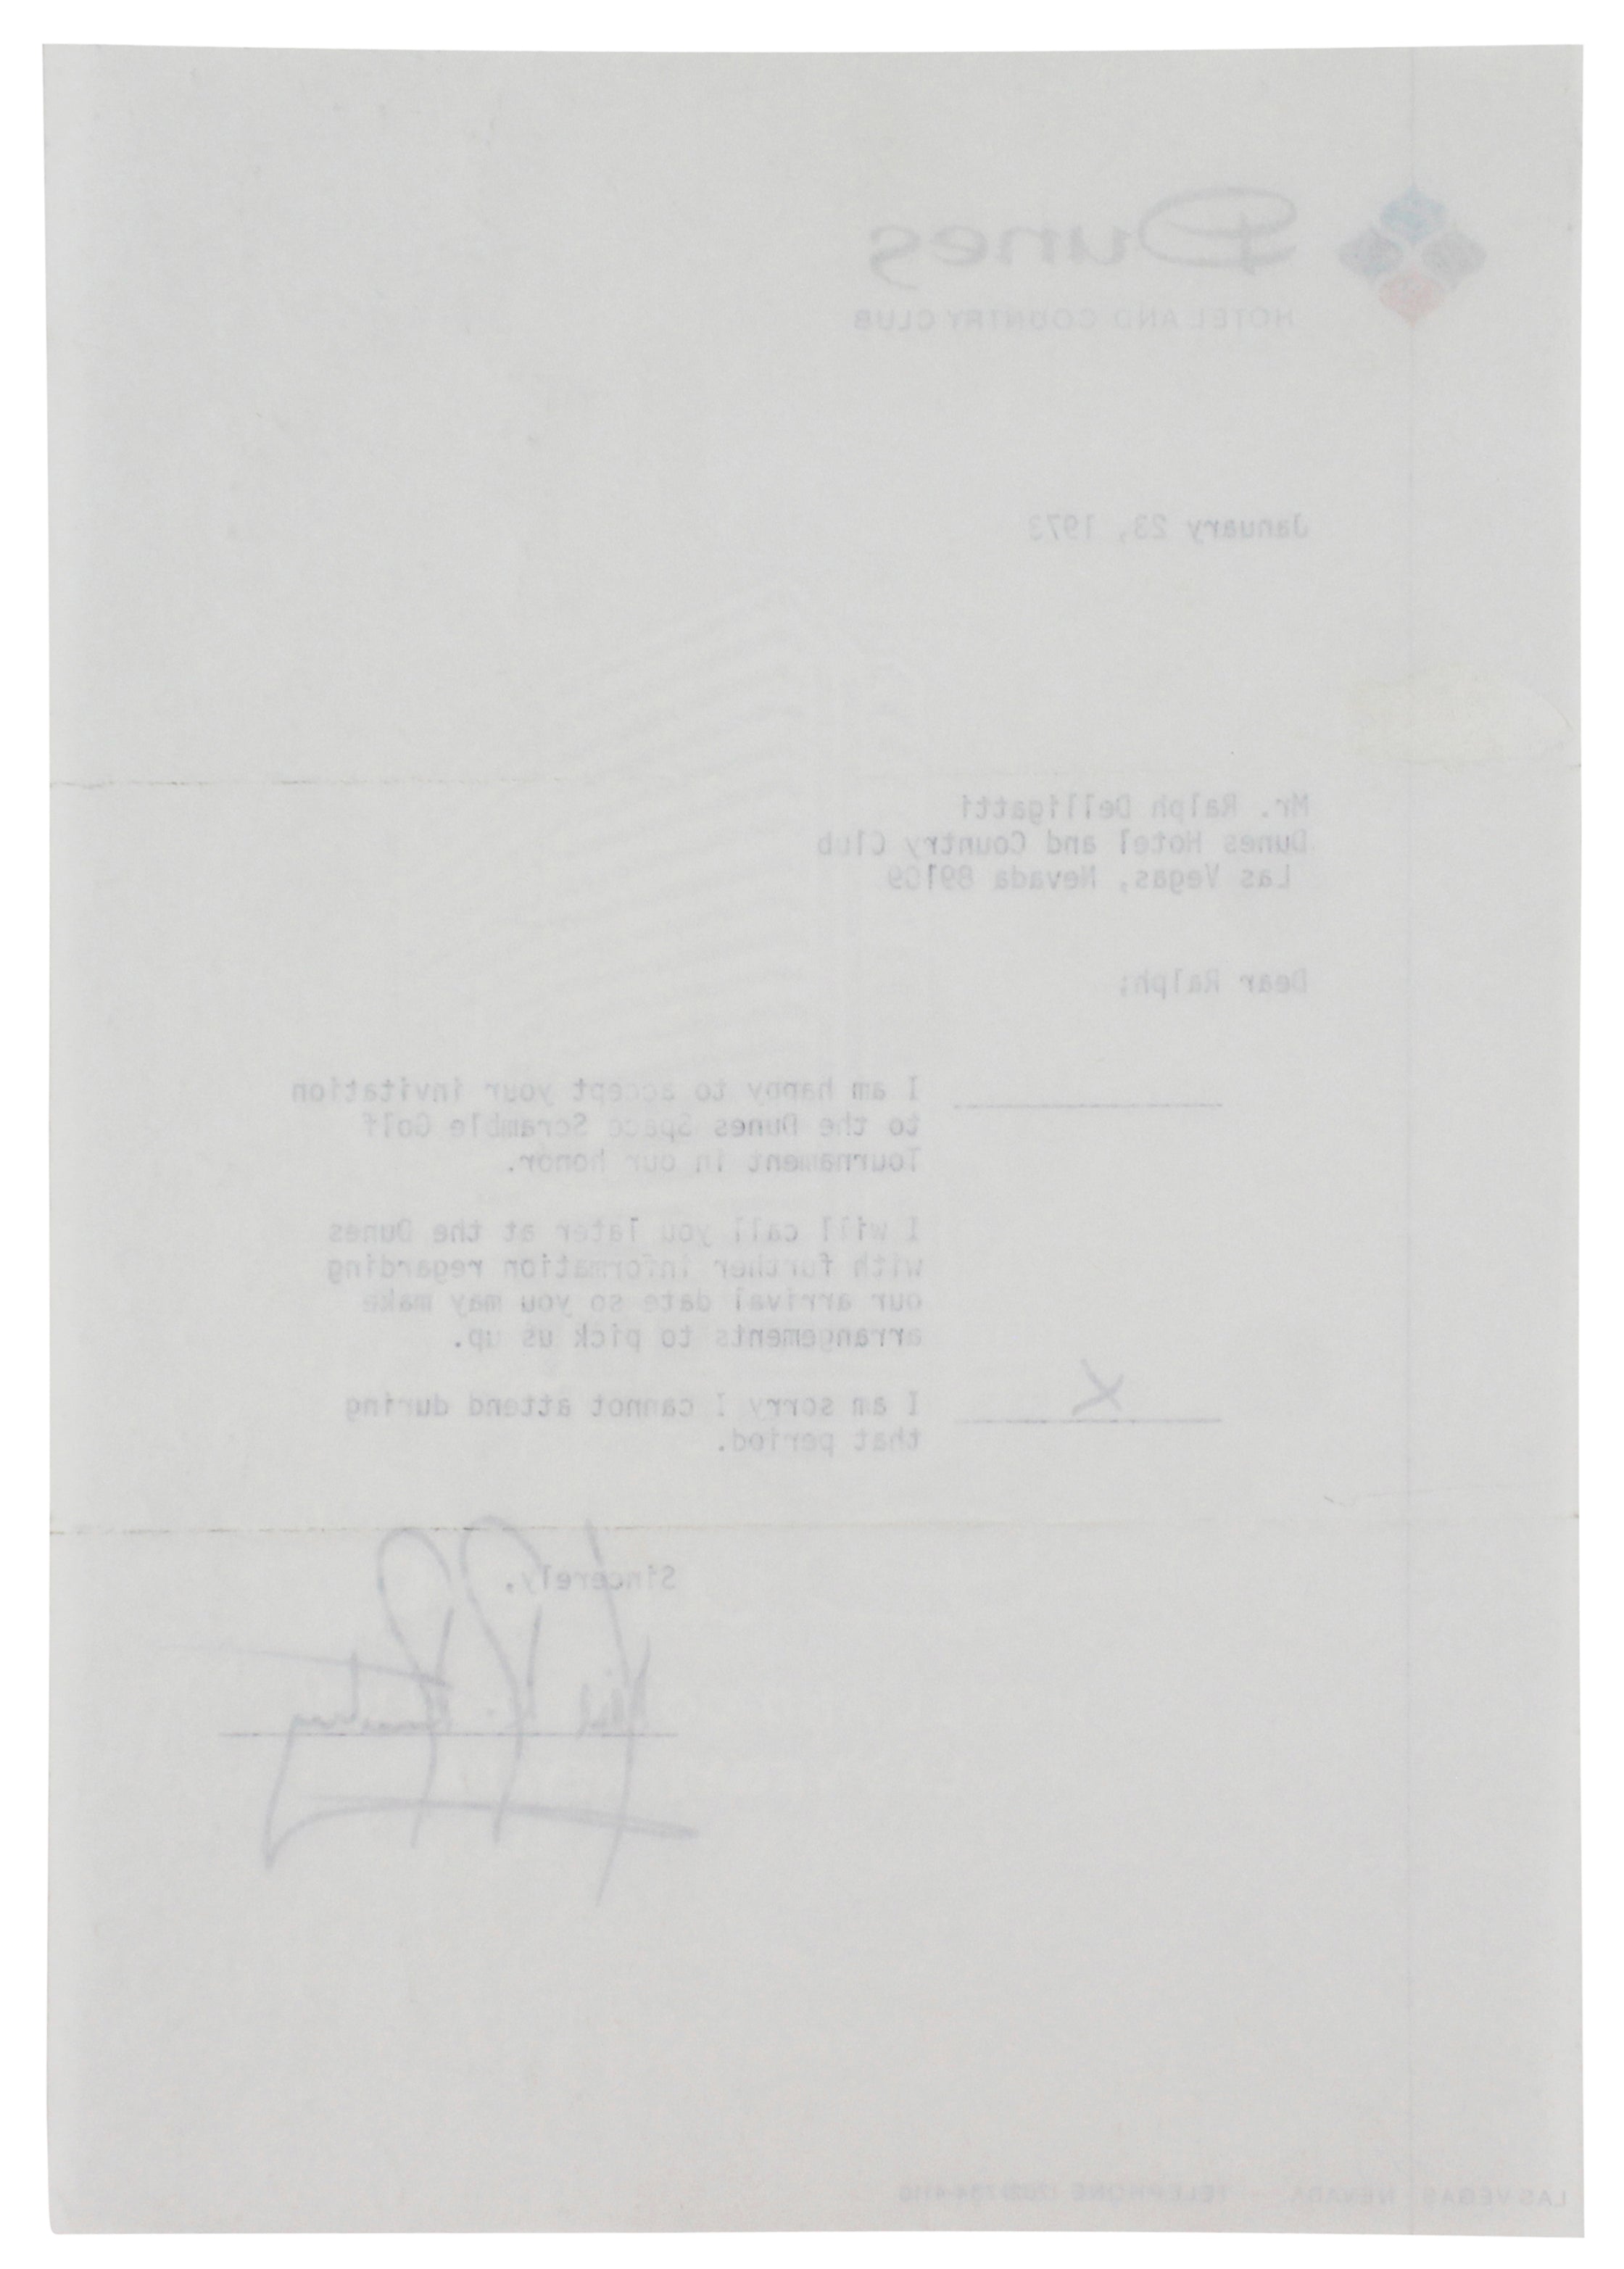 Dunes
HOTEL AND COUNTRY CLUB
January 23, 1973
Mr. Ralph Delligatti
Dunes Hotel and Country Club
Las Vegas, Nevada 89109
Dear Ralph;
I am happy to accept your invitation
to the Dunes Space Scramble Golf
Tournament in our honor.
I will call you later at the Dunes
with further information regarding
our arrival date so you may make
arrangements to pick us up.
X I am sorry I cannot attend during
that period.
Sincerely,
LAS VEGAS, NEVADA TELEPHONE